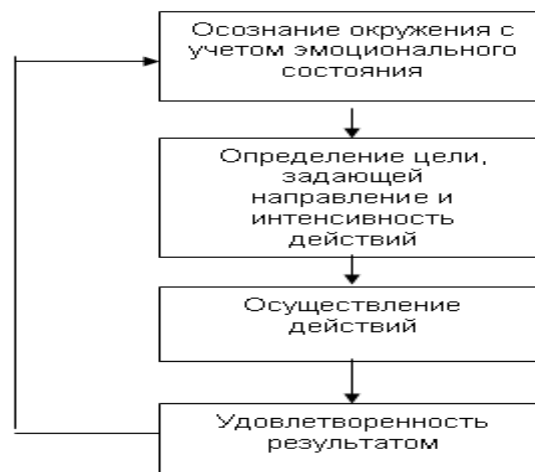 Осознание окружения с
учетом эмоционального
состояния
Определение цели,
задающей
направление и
интенсивность
действий
Осуществление
действий
Удовлетворенность
результатом